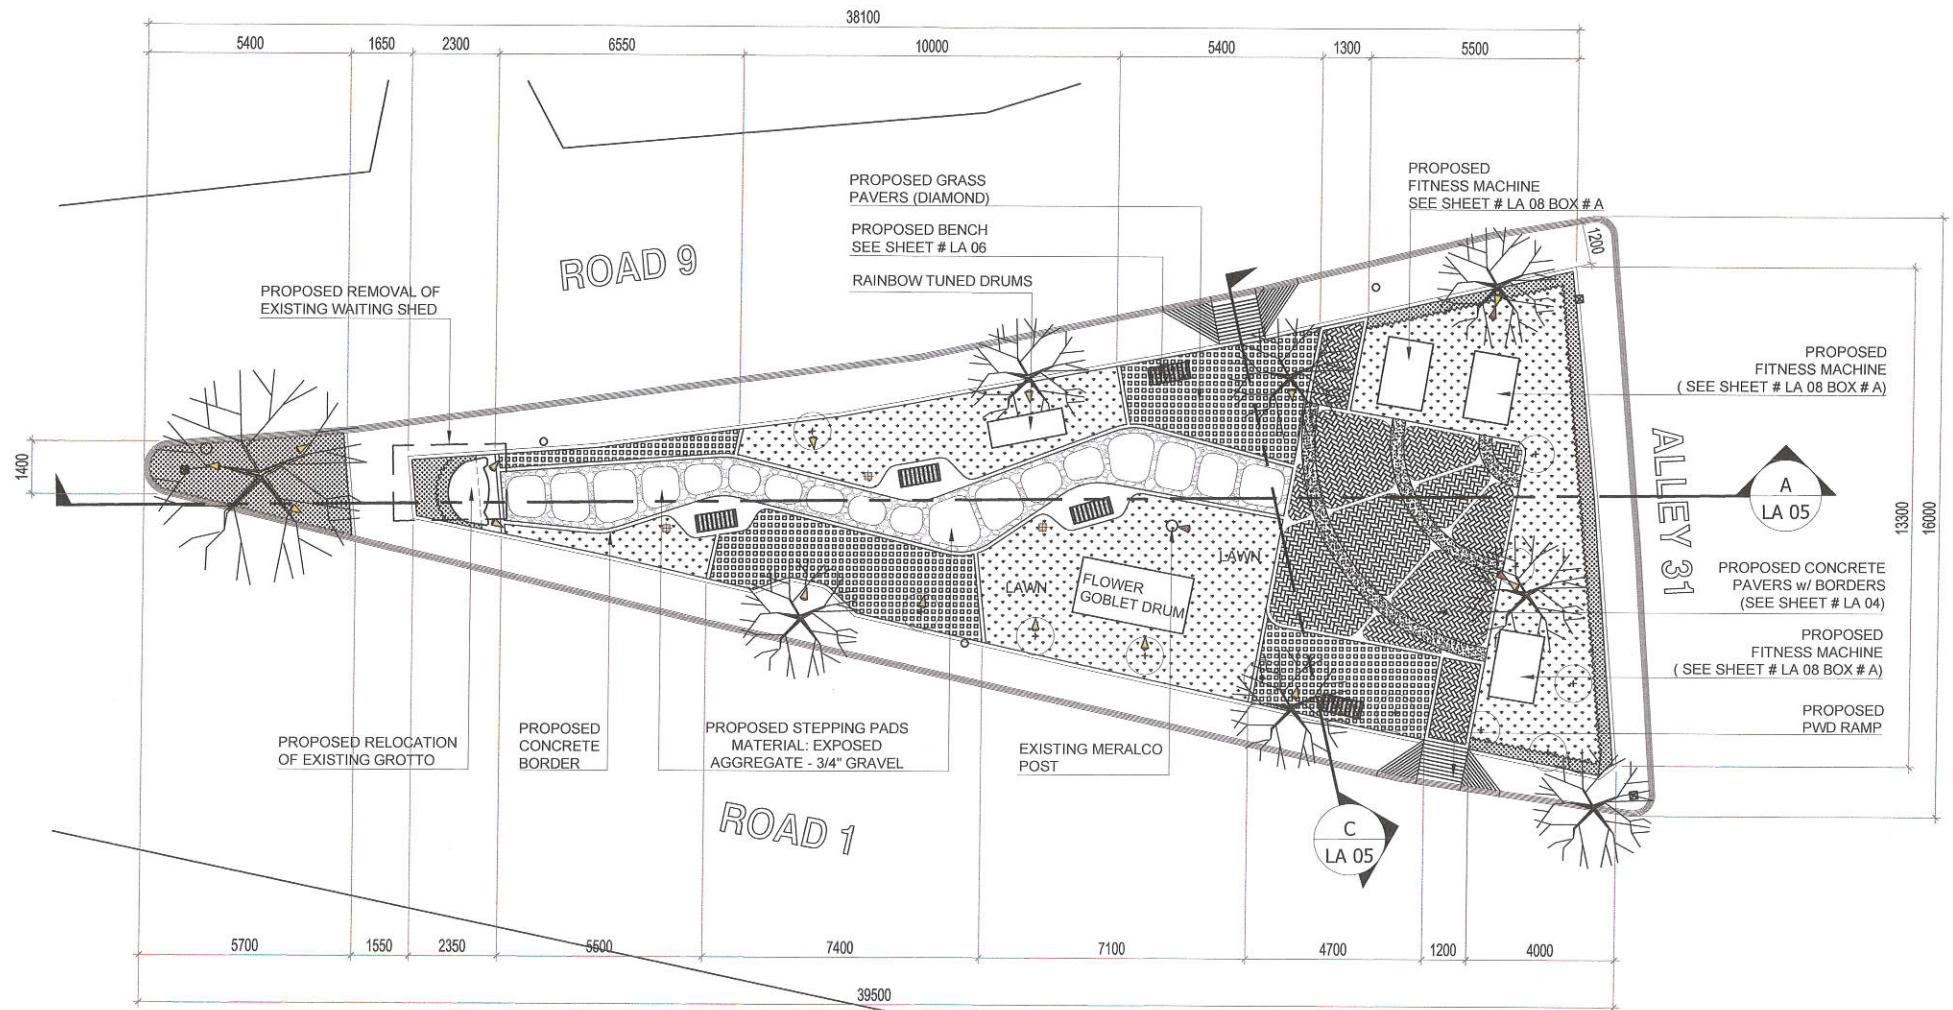 38100
5400 1650 2300 6550 10000 5400 1300 5500
PROPOSED
FITNESS MACHINE
SEE SHEET # LA 08 BOX # A
PROPOSED GRASS
PAVERS (DIAMOND)
PROPOSED BENCH
SEE SHEET # LA 06
RAINBOW TUNED DRUMS
ROAD 9
PROPOSED REMOVAL OF
EXISTING WAITING SHED
1200
PROPOSED
FITNESS MACHINE
( SEE SHEET # LA 08 BOX # A)
1400
ALLEY 31
A
LA 05
13300
16000
LAWN
LAWN
FLOWER
GOBLET DRUM
PROPOSED CONCRETE
PAVERS w/ BORDERS
(SEE SHEET # LA 04)
PROPOSED
FITNESS MACHINE
( SEE SHEET # LA 08 BOX # A)
PROPOSED
PWD RAMP
PROPOSED RELOCATION
OF EXISTING GROTTO
PROPOSED
CONCRETE
BORDER
PROPOSED STEPPING PADS
MATERIAL: EXPOSED
AGGREGATE - 3/4" GRAVEL
EXISTING MERALCO
POST
ROAD 1
C
LA 05
5700 1550 2350 5600 7400 7100 4700 1200 4000
39500